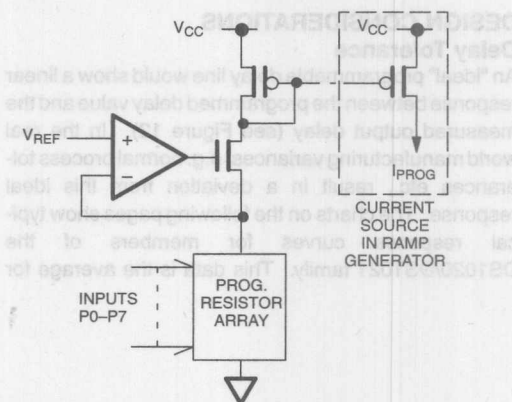 DESIGN CONSIDERATIONS
Delay Tolerance
An "ideal" programmable delay line would show a linear
response between the programmed delay value and the
measured output delay (see Figure 12). In the real
world manufacturing variances e.g. normal process tol-
erances etc. result in a deviation from this ideal
response. The charts on the following pages show typi-
cal response curves for members of the
DS1020/DS1021 family. This data is the average for
VCC
VCC
VREF
+
−
IPROG
CURRENT
SOURCE
IN RAMP
GENERATOR
INPUTS
P0–P7
PROG.
RESISTOR
ARRAY